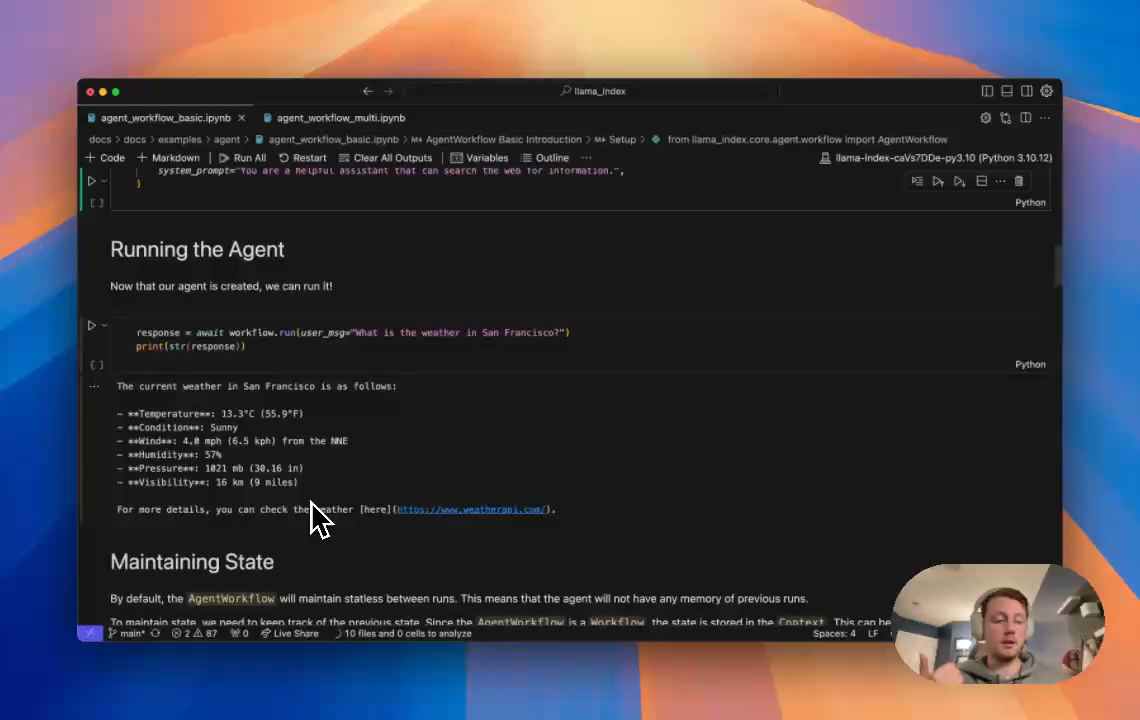 llama_index
agent_workflow_basic.ipynb
agent_workflow_multi.ipynb
docs > docs > examples > agent > agent_workflow_basic.ipynb > M↓ AgentWorkflow Basic Introduction > M↓ Setup > from llama_index.core.agent.workflow import AgentWorkflow
+ Code + Markdown Run All Restart Clear All Outputs Variables Outline ... llama-index-caVs7DDe-py3.10 (Python 3.10.12)
system_prompt="You are a helpful assistant that can search the web for information.",
)
[ ] Python
Running the Agent
Now that our agent is created, we can run it!
response = await workflow.run(user_msg="What is the weather in San Francisco?")
print(str(response))
[ ] Python
The current weather in San Francisco is as follows:
- **Temperature**: 13.3°C (55.9°F)
- **Condition**: Sunny
- **Wind**: 4.0 mph (6.5 kph) from the NNE
- **Humidity**: 57%
- **Pressure**: 1021 mb (30.16 in)
- **Visibility**: 16 km (9 miles)
For more details, you can check the weather [here](https://www.weatherapi.com/).
Maintaining State
By default, the AgentWorkflow will maintain statless between runs. This means that the agent will not have any memory of previous runs.
To maintain state, we need to keep track of the previous state. Since the AgentWorkflow is a Workflow, the state is stored in the Context. This can be
main* 2 87 0 Live Share 10 files and 0 cells to analyze Spaces: 4 LF